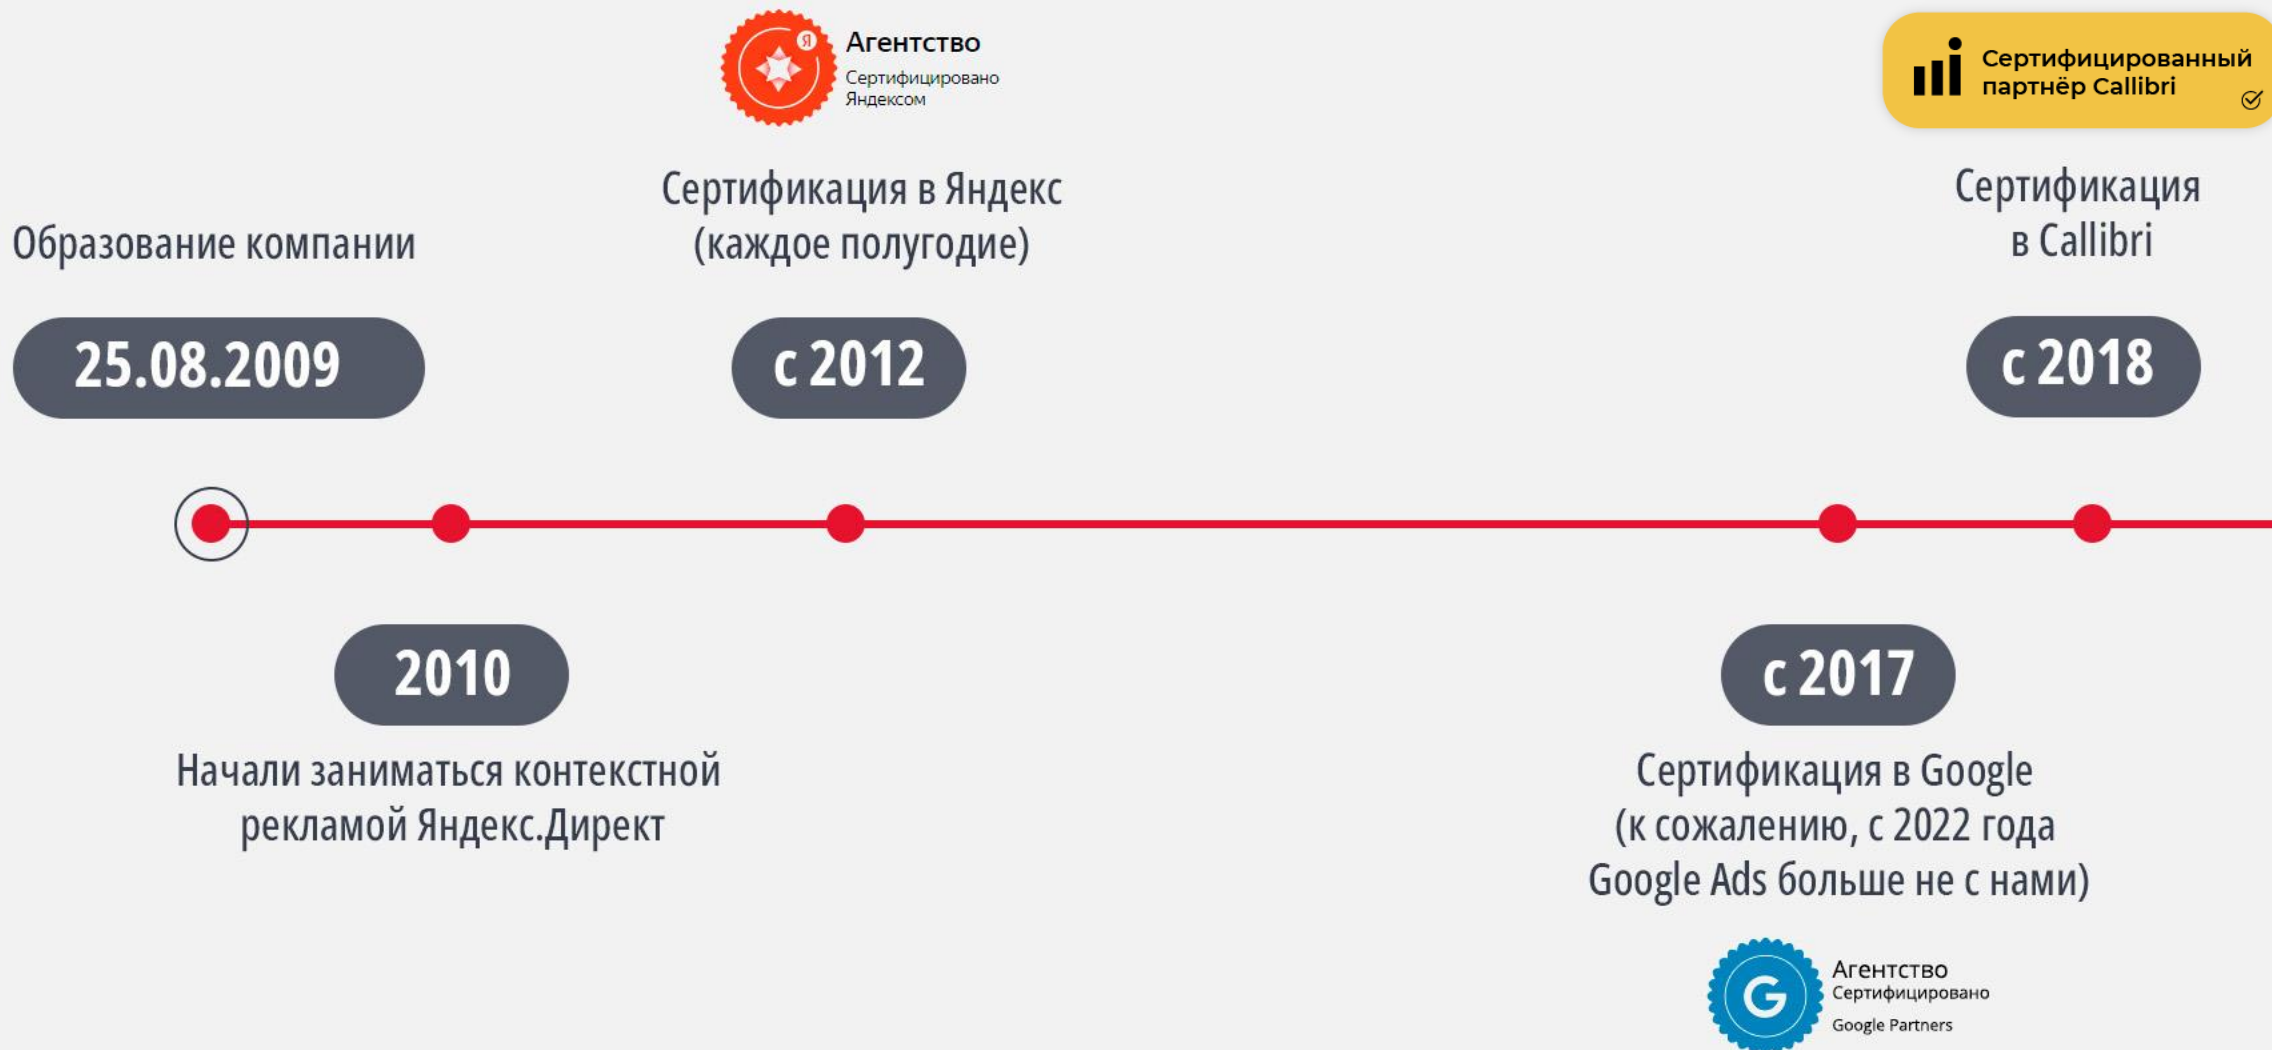 Агентство
Сертифицировано
Яндексом
Сертифицированный
партнёр Callibri
Образование компании
25.08.2009
Сертификация в Яндекс
(каждое полугодие)
с 2012
Сертификация
в Callibri
с 2018
2010
Начали заниматься контекстной
рекламой Яндекс.Директ
с 2017
Сертификация в Google
(к сожалению, с 2022 года
Google Ads больше не с нами)
G
Агентство
Сертифицировано
Google Partners
Я